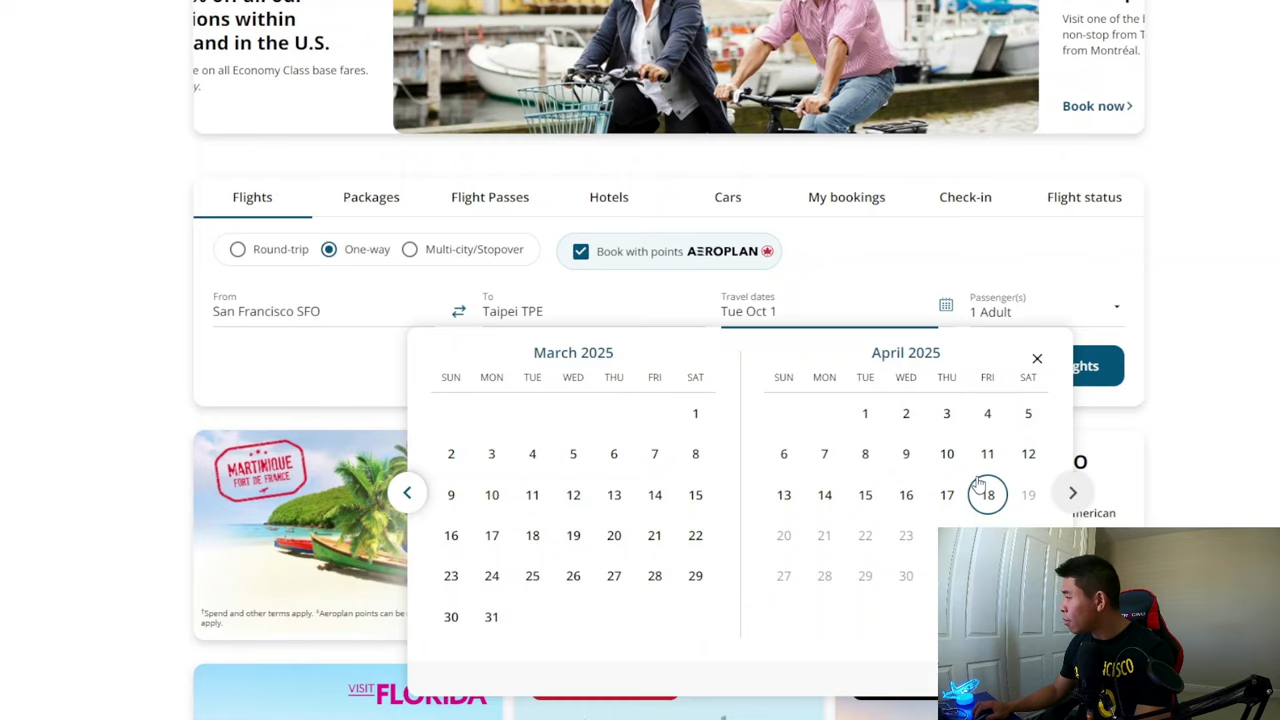 ions within
and in the U.S.
e on all Economy Class base fares.
y.
Visit one of the
non-stop from T
from Montréal.
Book now
Flights
Packages
Flight Passes
Hotels
Cars
My bookings
Check-in
Flight status
Round-trip
One-way
Multi-city/Stopover
Book with points AEROPLAN
From
San Francisco SFO
To
Taipei TPE
Travel dates
Tue Oct 1
Passenger(s)
1 Adult
ghts
March 2025
SUN MON TUE WED THU FRI SAT
1
2 3 4 5 6 7 8
9 10 11 12 13 14 15
16 17 18 19 20 21 22
23 24 25 26 27 28 29
30 31
April 2025
SUN MON TUE WED THU FRI SAT
1 2 3 4 5
6 7 8 9 10 11 12
13 14 15 16 17 18 19
20 21 22 23
27 28 29 30
MARTINIQUE
FORT DE FRANCE
†Spend and other terms apply. ‡Aeroplan points can be
apply.
O
merican
VISIT FLORIDA